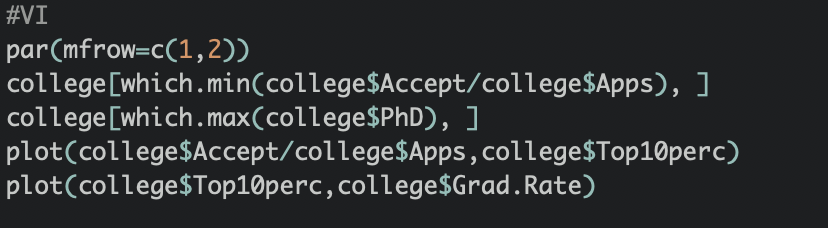 #VI
par(mfrow=c(1,2))
college[which.min(college$Accept/college$Apps), ]
college[which.max(college$PhD), ]
plot(college$Accept/college$Apps,college$Top10perc)
plot(college$Top10perc,college$Grad.Rate)